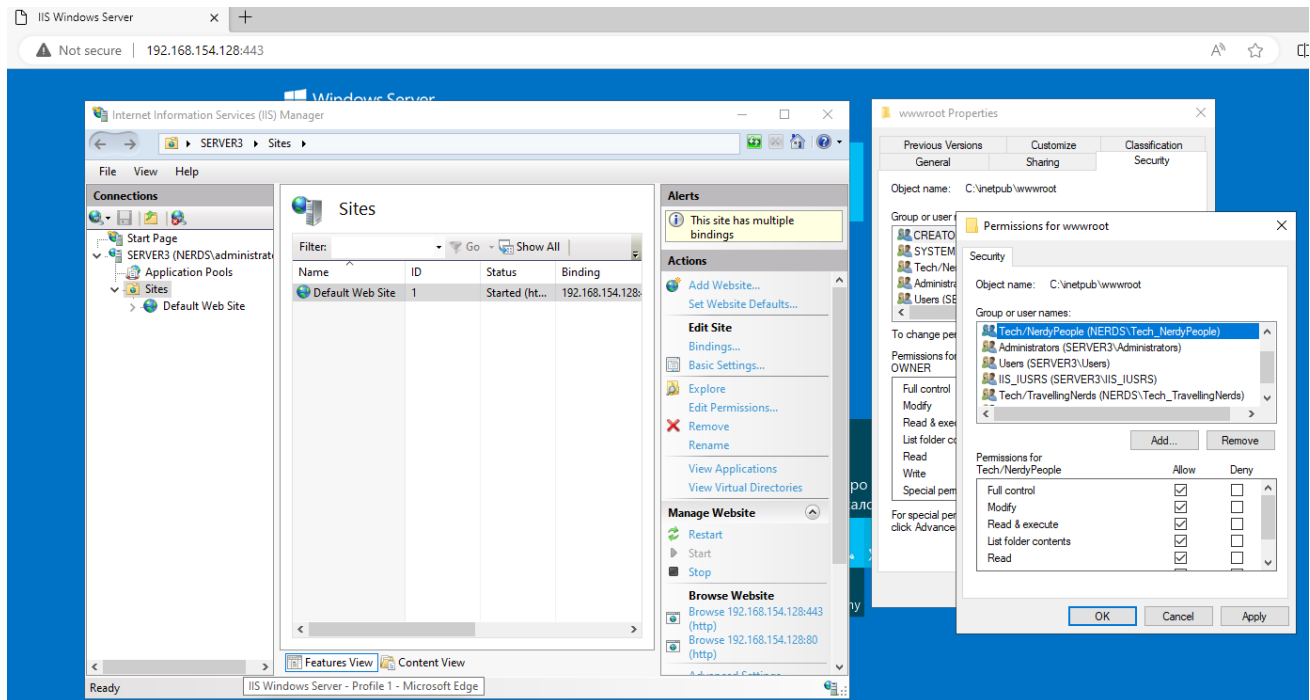 IIS Windows Server
Not secure
192.168.154.128:443
Windows Server
Internet Information Services (IIS) Manager
SERVER3
Sites
File View Help
Connections
Start Page
SERVER3 (NERDS\administrat
Application Pools
Sites
Default Web Site
Sites
Filter:
Go
Show All
Name ID Status Binding
Default Web Site 1 Started (ht... 192.168.154.128:
Features View
Content View
Ready
IIS Windows Server - Profile 1 - Microsoft Edge
Alerts
This site has multiple
bindings
Actions
Add Website...
Set Website Defaults...
Edit Site
Bindings...
Basic Settings...
Explore
Edit Permissions...
Remove
Rename
View Applications
View Virtual Directories
Manage Website
Restart
Start
Stop
Browse Website
Browse 192.168.154.128:443
(http)
Browse 192.168.154.128:80
(http)
Advanced Settings
wwwroot Properties
Previous Versions Customize Classification
General Sharing Security
Object name: C:\inetpub\wwwroot
Group or user
CREATO
SYSTEM
Tech/Ne
Administra
Users (SE
To change per
Permissions for
OWNER
Full control
Modify
Read & exe
List folder co
Read
Write
Special perm
For special per
click Advance
Permissions for wwwroot
Security
Object name: C:\inetpub\wwwroot
Group or user names:
Tech/NerdyPeople (NERDS\Tech_NerdyPeople)
Administrators (SERVER3\Administrators)
Users (SERVER3\Users)
IIS_IUSRS (SERVER3\IIS_IUSRS)
Tech/TravellingNerds (NERDS\Tech_TravellingNerds)
Add... Remove
Permissions for
Tech/NerdyPeople Allow Deny
Full control
Modify
Read & execute
List folder contents
Read
OK Cancel Apply